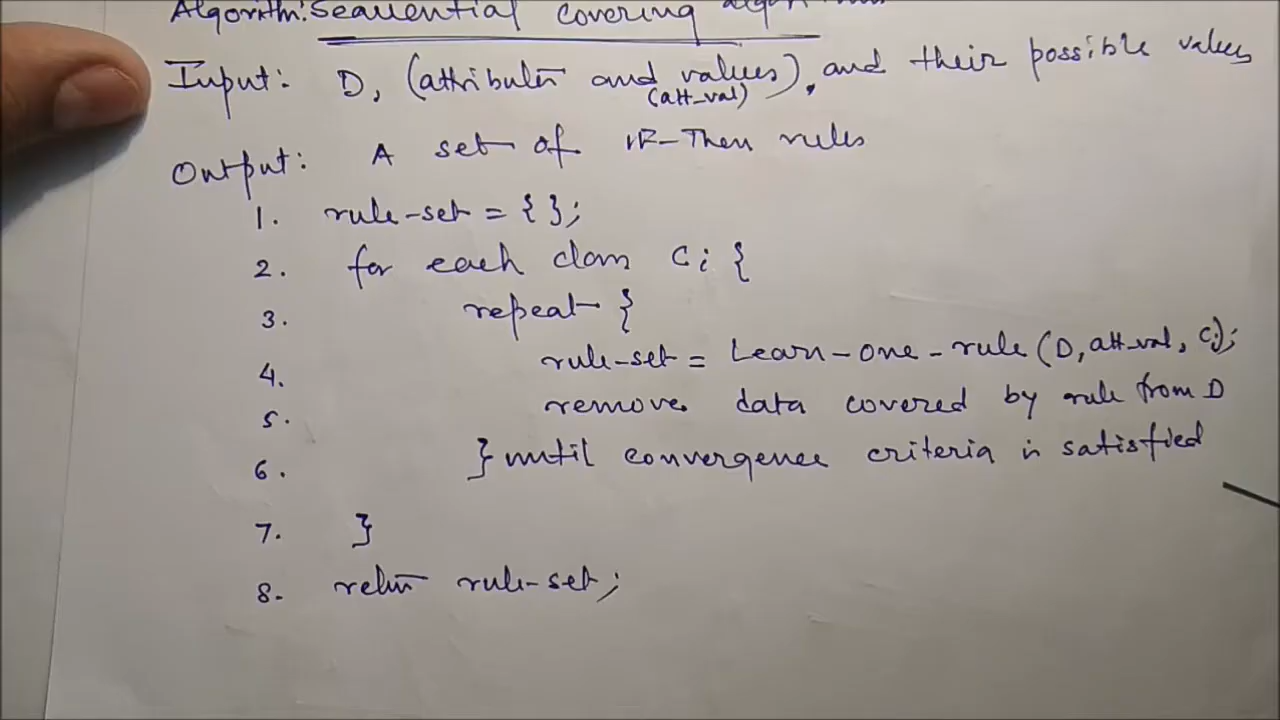 Algorithm: Sequential covering algorithm
Input: D, (attributes and values), and their possible values
(att_val)
Output: A set of IF-Then rules
1. rule-set = { };
2. for each class Ci {
3. repeat {
4. rule-set = Learn-one-rule (D, att_val, Ci);
5. remove data covered by rule from D
6. } until convergence criteria is satisfied
7. }
8. return rule-set;